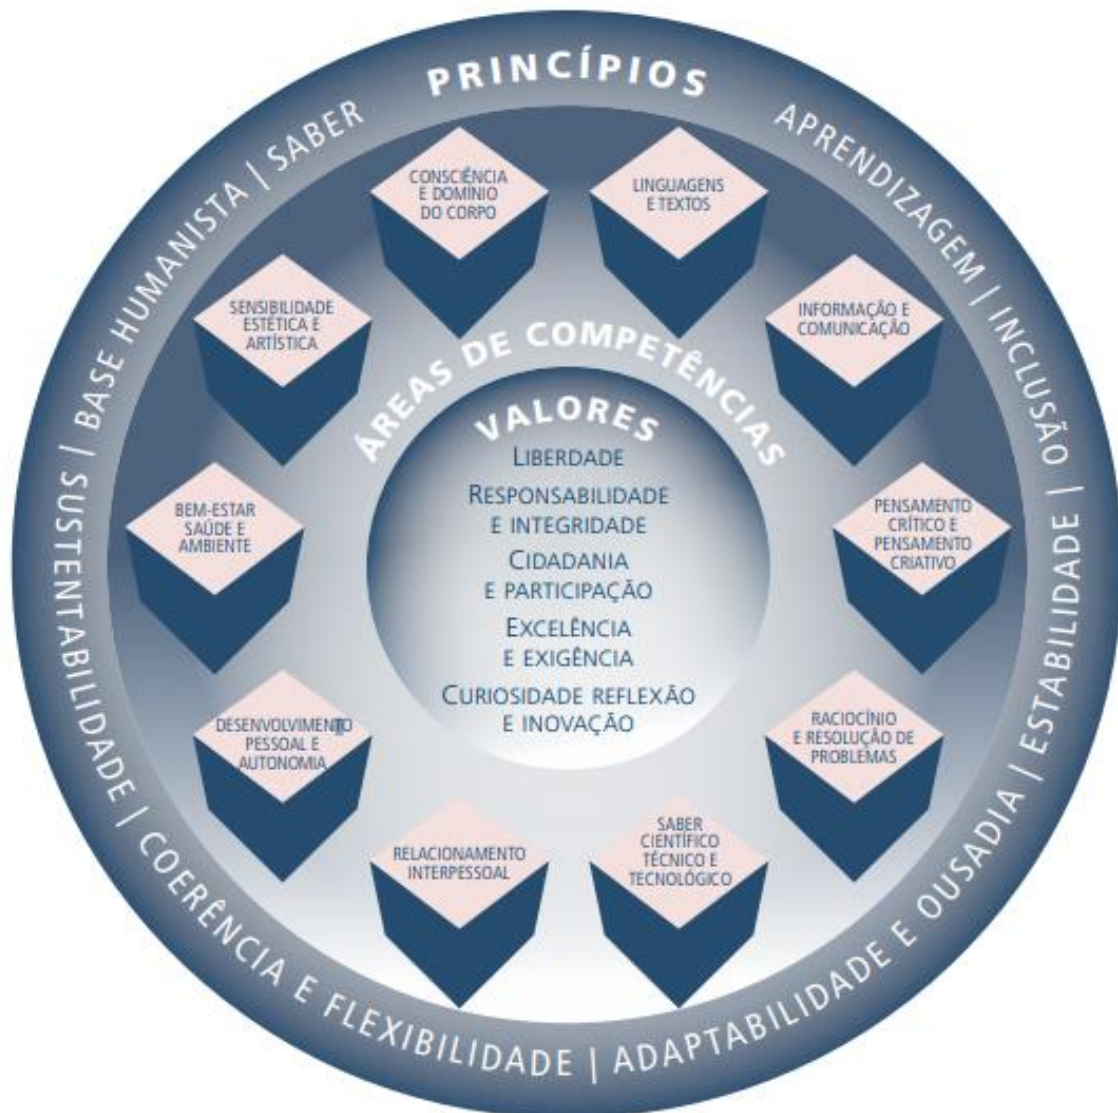 PRINCÍPIOS
APRENDIZAGEM | INCLUSÃO | ESTABILIDADE | ADAPTABILIDADE E OUSADIA | COERÊNCIA E FLEXIBILIDADE | SUSTENTABILIDADE | BASE HUMANISTA | SABER
CONSCIÊNCIA
E DOMÍNIO
DO CORPO
LINGUAGENS
E TEXTOS
SENSIBILIDADE
ESTÉTICA E
ARTÍSTICA
INFORMAÇÃO E
COMUNICAÇÃO
ÁREAS DE COMPETÊNCIAS
VALORES
LIBERDADE
RESPONSABILIDADE
E INTEGRIDADE
CIDADANIA
E PARTICIPAÇÃO
EXCELÊNCIA
E EXIGÊNCIA
CURIOSIDADE REFLEXÃO
E INOVAÇÃO
BEM-ESTAR
SAÚDE E
AMBIENTE
PENSAMENTO
CRÍTICO E
PENSAMENTO
CRIATIVO
DESENVOLVIMENTO
PESSOAL E
AUTONOMIA
RACIOCÍNIO
E RESOLUÇÃO DE
PROBLEMAS
RELACIONAMENTO
INTERPESSOAL
SABER
CIENTÍFICO
TÉCNICO E
TECNOLÓGICO